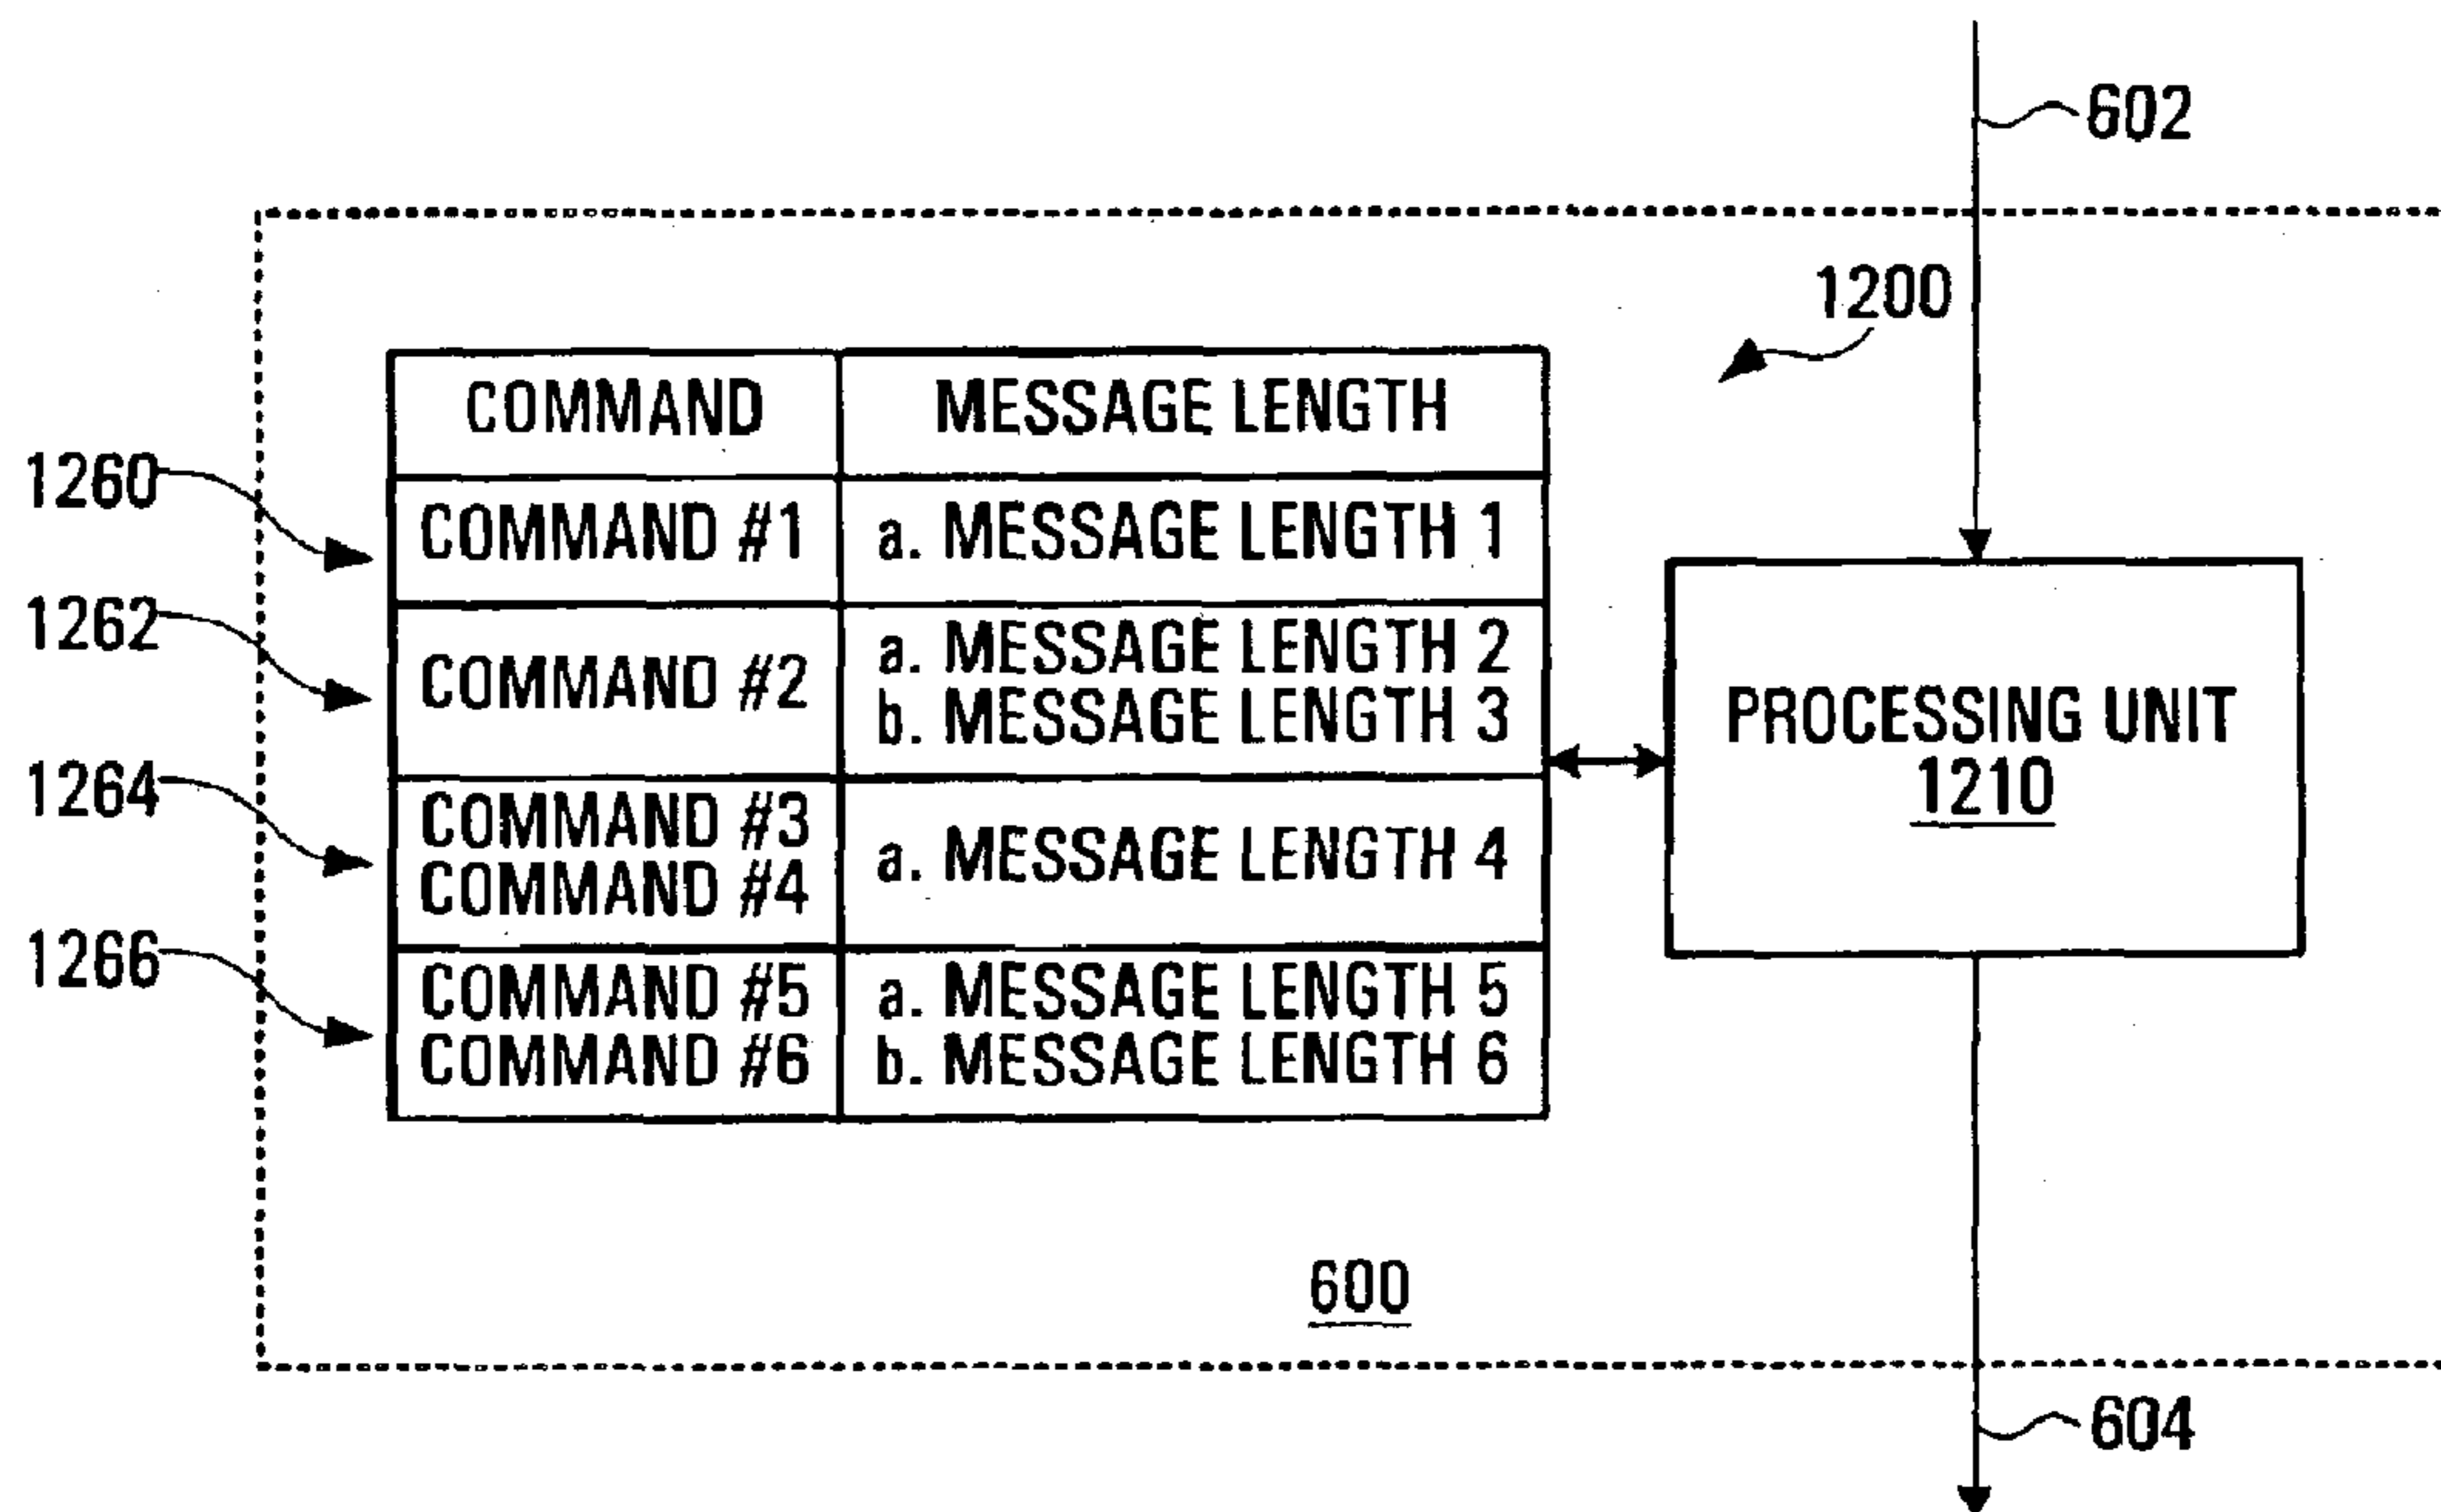 602
1200
COMMAND MESSAGE LENGTH
1260
COMMAND #1 a. MESSAGE LENGTH 1
1262
COMMAND #2
a. MESSAGE LENGTH 2
b. MESSAGE LENGTH 3
PROCESSING UNIT
1210
1264
COMMAND #3
COMMAND #4
a. MESSAGE LENGTH 4
1266
COMMAND #5
COMMAND #6
a. MESSAGE LENGTH 5
b. MESSAGE LENGTH 6
600
604